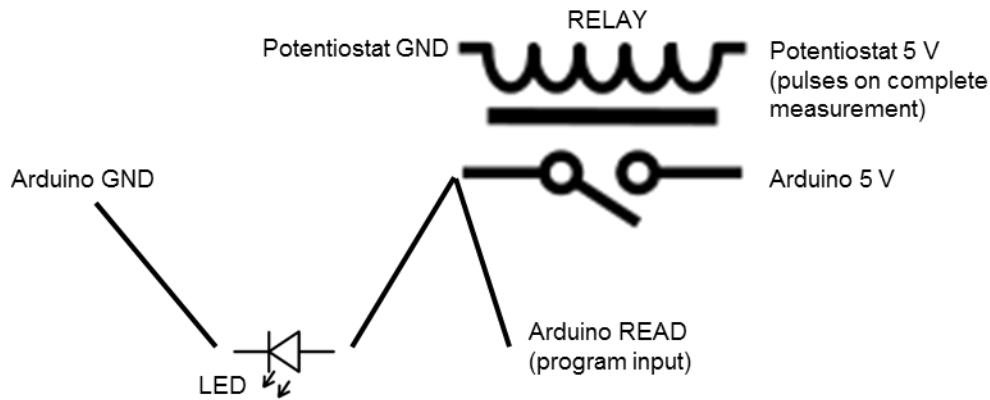 RELAY
Potentiostat GND
Potentiostat 5 V
(pulses on complete
measurement)
Arduino GND
Arduino 5 V
Arduino READ
(program input)
LED